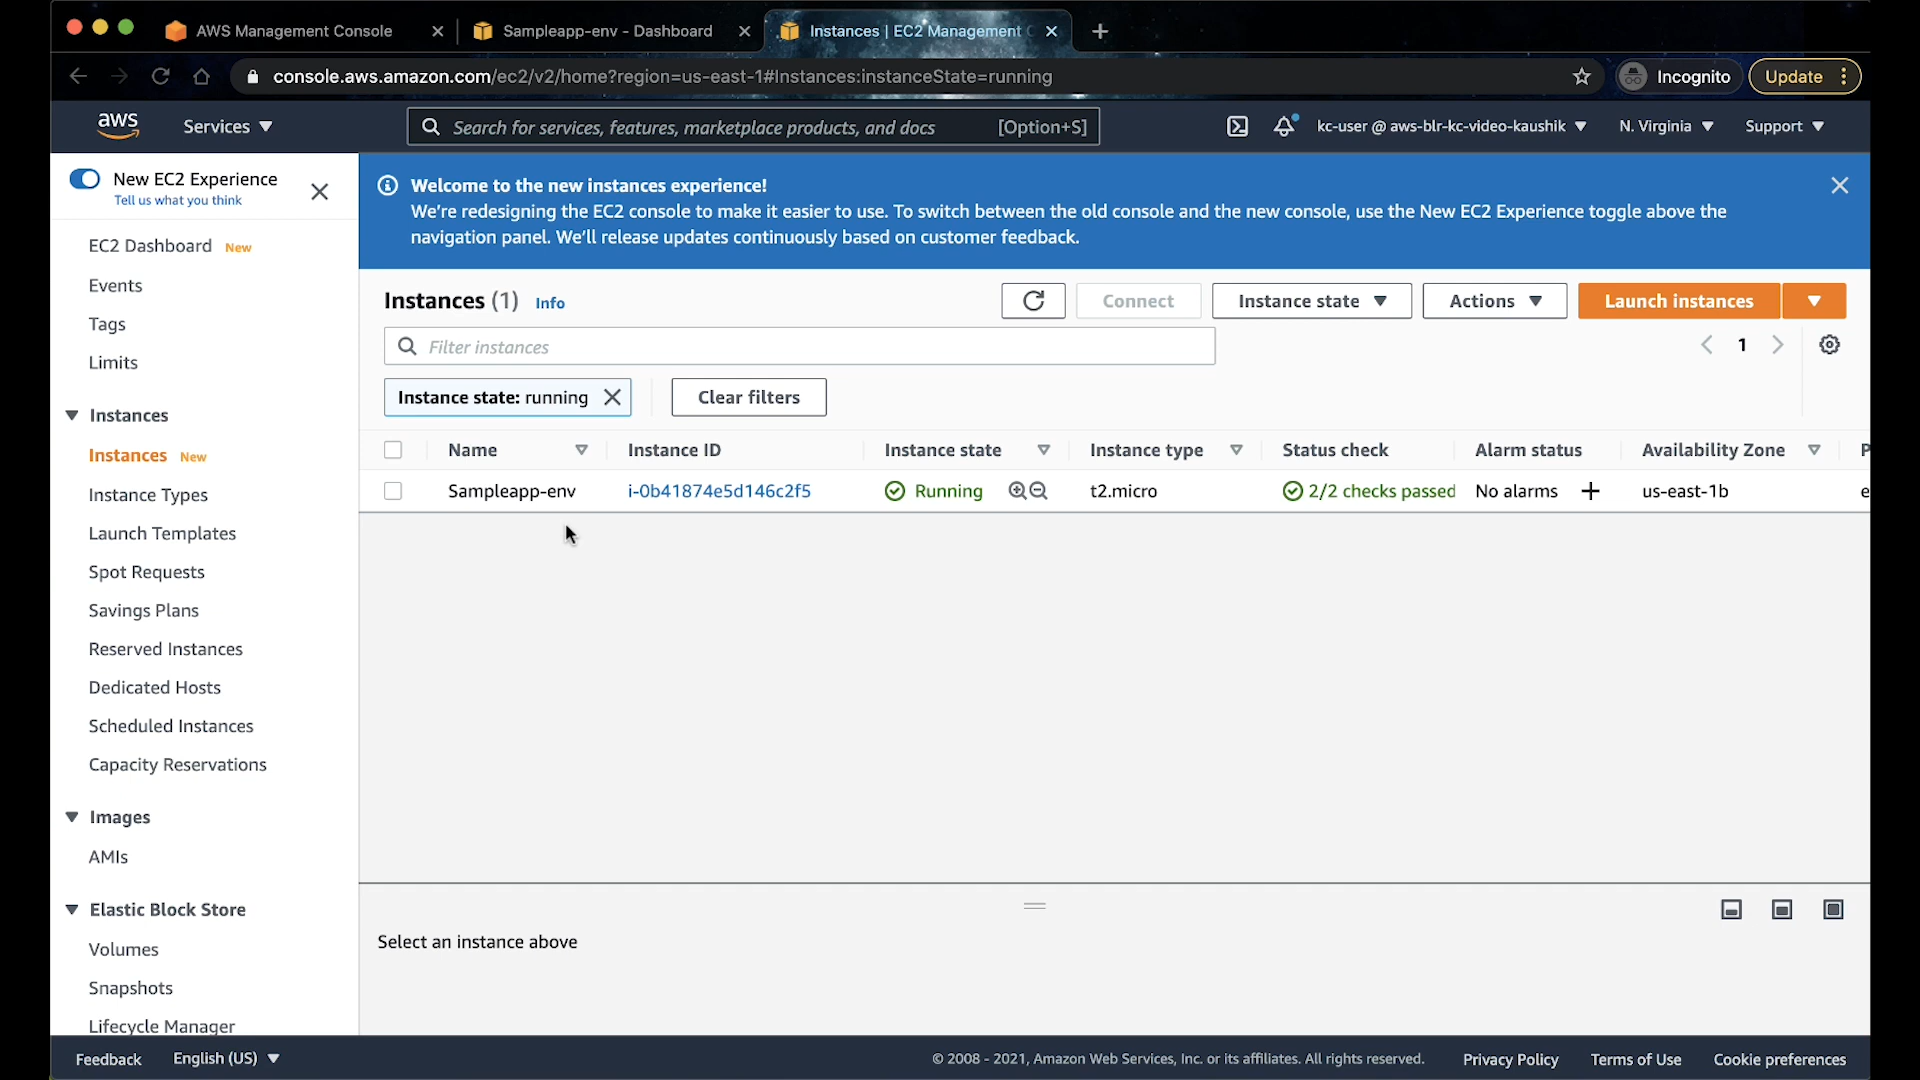 AWS Management Console
Sampleapp-env - Dashboard
Instances | EC2 Management C
console.aws.amazon.com/ec2/v2/home?region=us-east-1#Instances:instanceState=running
Incognito
Update
aws
Services
Search for services, features, marketplace products, and docs
[Option+S]
kc-user @ aws-blr-kc-video-kaushik
N. Virginia
Support
New EC2 Experience
Tell us what you think
EC2 Dashboard New
Events
Tags
Limits
Instances
Instances New
Instance Types
Launch Templates
Spot Requests
Savings Plans
Reserved Instances
Dedicated Hosts
Scheduled Instances
Capacity Reservations
Images
AMIs
Elastic Block Store
Volumes
Snapshots
Lifecycle Manager
Welcome to the new instances experience!
We're redesigning the EC2 console to make it easier to use. To switch between the old console and the new console, use the New EC2 Experience toggle above the
navigation panel. We'll release updates continuously based on customer feedback.
Instances (1) Info
Connect
Instance state
Actions
Launch instances
Filter instances
1
Instance state: running
Clear filters
Name
Instance ID
Instance state
Instance type
Status check
Alarm status
Availability Zone
P
Sampleapp-env
i-0b41874e5d146c2f5
Running
t2.micro
2/2 checks passed
No alarms
us-east-1b
e
Select an instance above
Feedback
English (US)
© 2008 - 2021, Amazon Web Services, Inc. or its affiliates. All rights reserved.
Privacy Policy
Terms of Use
Cookie preferences